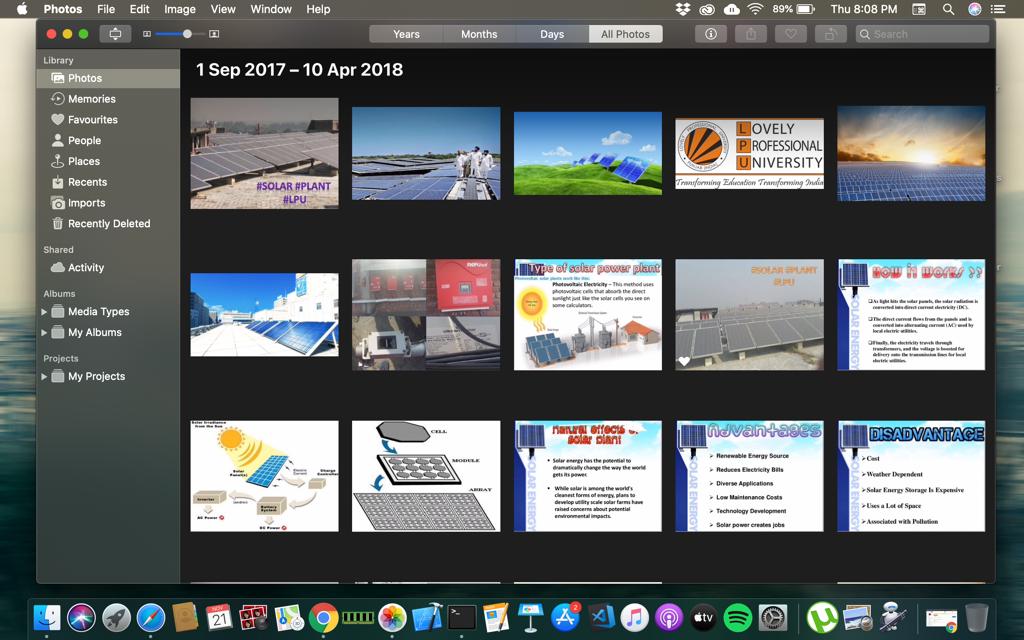 Photos File Edit Image View Window Help
89% Thu 8:08 PM
Years Months Days All Photos
Search
Library
Photos
Memories
Favourites
People
Places
Recents
Imports
Recently Deleted
Shared
Activity
Albums
Media Types
My Albums
Projects
My Projects
1 Sep 2017 – 10 Apr 2018
#SOLAR #PLANT
#LPU
LOVELY
PROFESSIONAL
UNIVERSITY
Transforming Education Transforming India
Type of solar power plant
Photovoltaic solar plants work like this:
Photovoltaic Electricity – This method uses
photovoltaic cells that absorb the direct
sunlight just like the solar cells you see on
some calculators.
#SOLAR #PLANT
#LPU
How it works ??
SOLAR ENERGY
As light hits the solar panels, the solar radiation is
converted into direct current electricity (DC).
The direct current flows from the panels and is
converted into alternating current (AC) used by
local electric utilities.
Finally, the electricity travels through
transformers, and the voltage is boosted for
delivery onto the transmission lines for local
electric utilities.
Solar Irradiance
from the Sun
Solar
Panel(s)
Electric
Current
Charge
Controller
Inverter
Battery
System
AC Power
DC Power
CELL
MODULE
ARRAY
Natural effects of
solar plant
SOLAR ENERGY
• Solar energy has the potential to
dramatically change the way the world
gets its power.
• While solar is among the world's
cleanest forms of energy, plans to
develop utility scale solar farms have
raised concerns about potential
environmental impacts.
Advantages
SOLAR ENERGY
➢ Renewable Energy Source
➢ Reduces Electricity Bills
➢ Diverse Applications
➢ Low Maintenance Costs
➢ Technology Development
➢ Solar power creates jobs
DISADVANTAGE
SOLAR ENERGY
➢Cost
➢Weather Dependent
➢Solar Energy Storage Is Expensive
➢Uses a Lot of Space
➢Associated with Pollution
NOV
21
2
tv